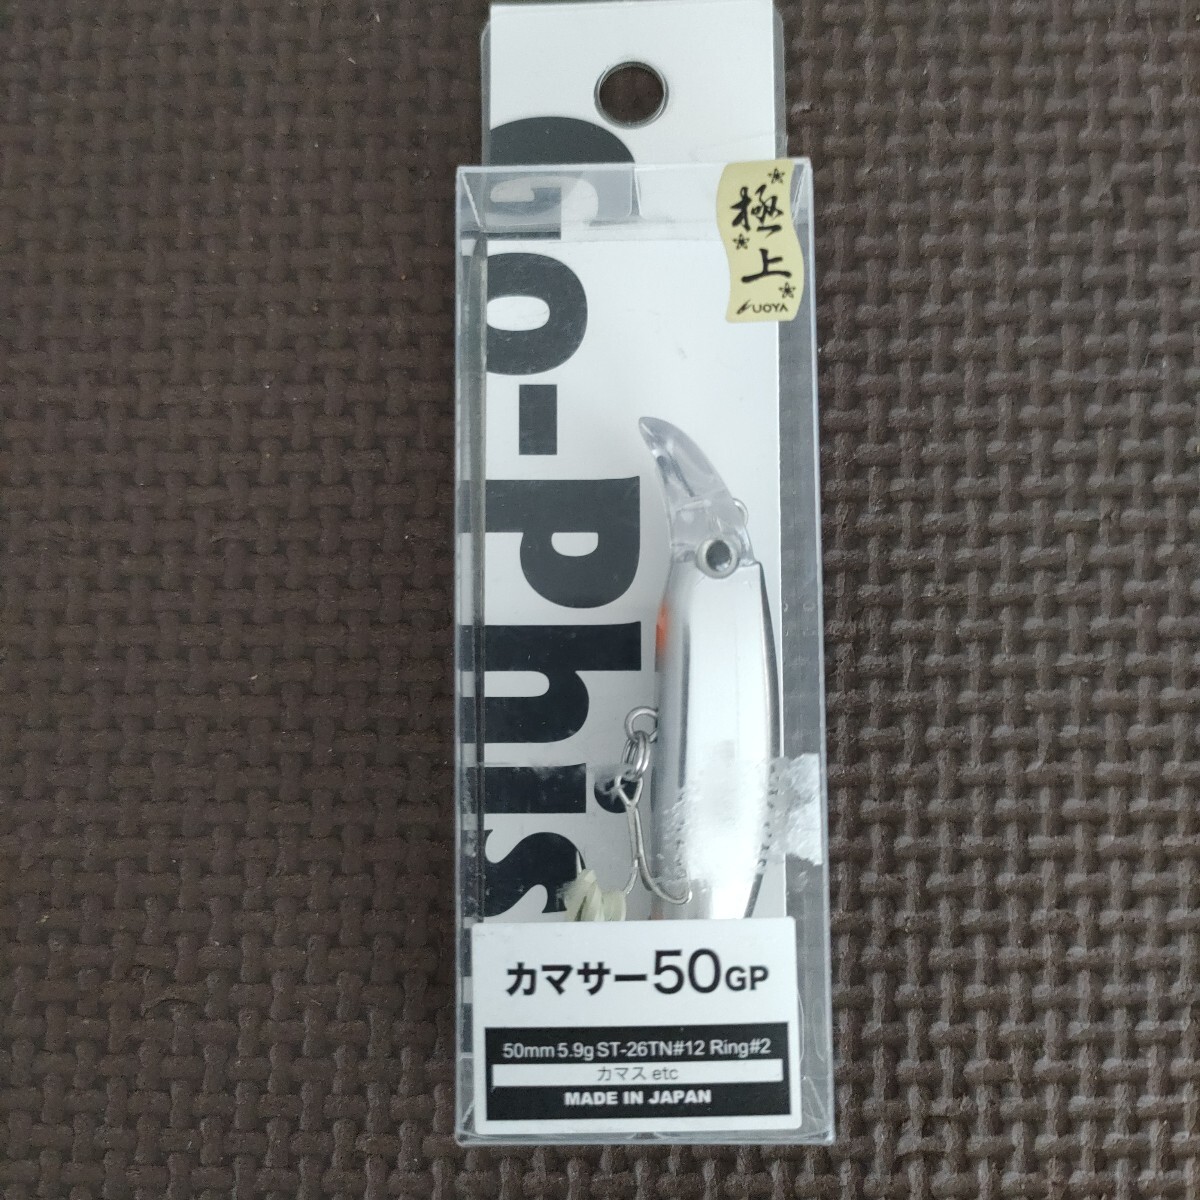 Go-Phis
極上
UOYA
カマサー50GP
50mm 5.9g ST-26TN#12 Ring#2
カマス etc
MADE IN JAPAN